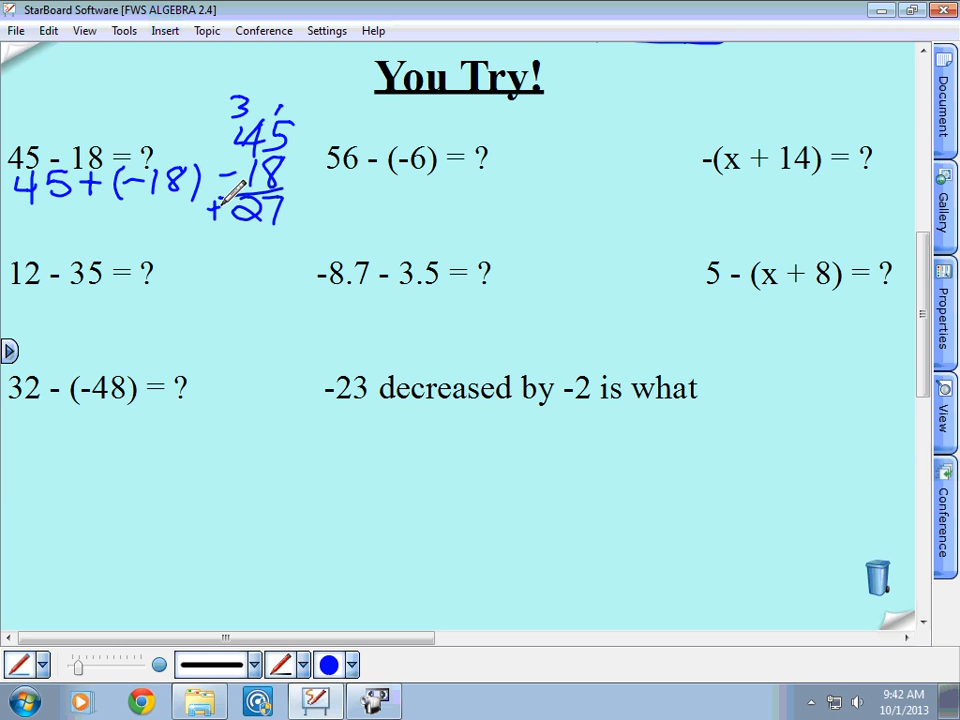 StarBoard Software [FWS ALGEBRA 2.4]
File Edit View Tools Insert Topic Conference Settings Help
You Try!
45 - 18 = ?
45 + (-18)
3 1
45
- 18
+ 27
56 - (-6) = ?
-(x + 14) = ?
12 - 35 = ?
-8.7 - 3.5 = ?
5 - (x + 8) = ?
32 - (-48) = ?
-23 decreased by -2 is what
Document
Gallery
Properties
View
Conference
9:42 AM
10/1/2013